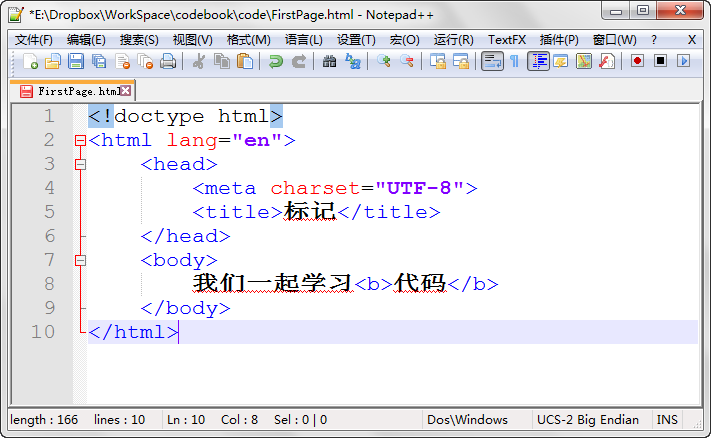 *E:\Dropbox\WorkSpace\codebook\code\FirstPage.html - Notepad++
文件(F) 编辑(E) 搜索(S) 视图(V) 格式(M) 语言(L) 设置(T) 宏(O) 运行(R) TextFX 插件(P) 窗口(W) ? X
FirstPage.html
1 <!doctype html>
2 <html lang="en">
3 <head>
4 <meta charset="UTF-8">
5 <title>标记</title>
6 </head>
7 <body>
8 我们一起学习<b>代码</b>
9 </body>
10 </html>
length : 166 lines : 10 Ln : 10 Col : 8 Sel : 0 | 0 Dos\Windows UCS-2 Big Endian INS